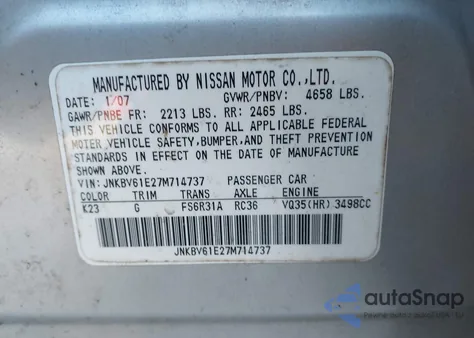 MANUFACTURED BY NISSAN MOTOR CO.,LTD.
DATE: 1/07 GVWR/PNBV: 4658 LBS.
GAWR/PNBE FR: 2213 LBS. RR: 2465 LBS.
THIS VEHICLE CONFORMS TO ALL APPLICABLE FEDERAL
MOTOR VEHICLE SAFETY, BUMPER, AND THEFT PREVENTION
STANDARDS IN EFFECT ON THE DATE OF MANUFACTURE
SHOWN ABOVE.
VIN: JNKBV61E27M714737 PASSENGER CAR
COLOR TRIM TRANS AXLE ENGINE
K23 G FS6R31A RC36 VQ35(HR) 3498CC
JNKBV61E27M714737
autoSnap